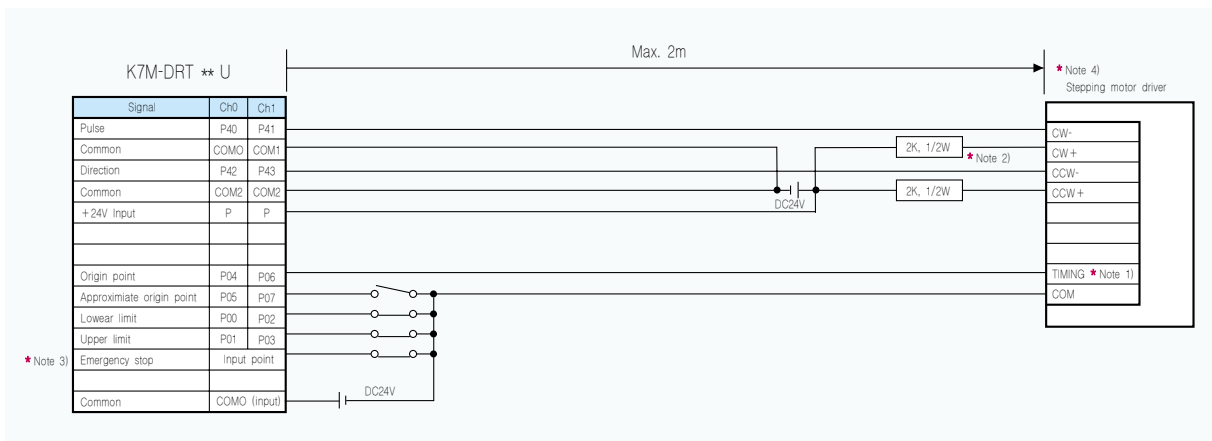 Max. 2m
K7M-DRT ** U
* Note 4)
Stepping motor driver
Signal Ch0 Ch1
Pulse P40 P41 CW-
Common COM0 COM1 2K, 1/2W * Note 2) CW+
Direction P42 P43 CCW-
Common COM2 COM2 DC24V 2K, 1/2W CCW+
+24V Input P P
Origin point P04 P06 TIMING * Note 1)
Approximiate origin point P05 P07 COM
Lowear limit P00 P02
Upper limit P01 P03
* Note 3) Emergency stop Input point
Common COM0 (input) DC24V